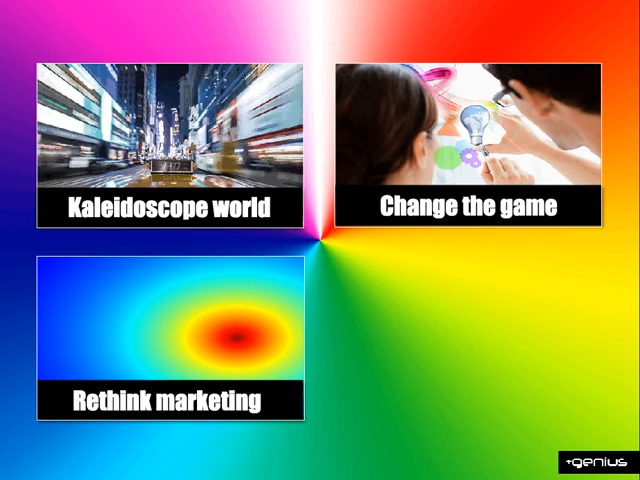 Kaleidoscope world
Change the game
Rethink marketing
+genius